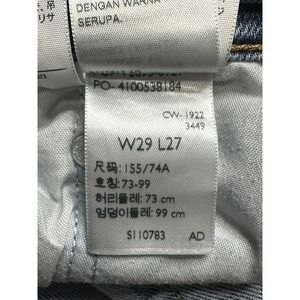 DENGAN WARNA
SERUPA.
PO- 4100538184
CW-1922
3449
W29 L27
尺码: 155/74A
호칭: 73-99
허리둘레: 73 cm
엉덩이둘레: 99 cm
S110783 AD